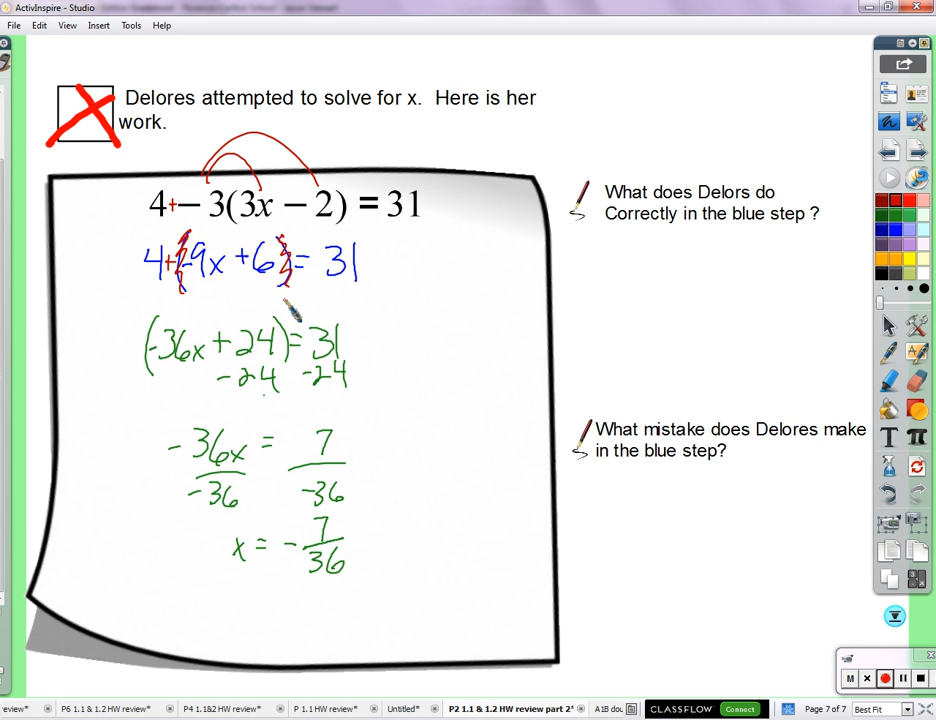 ActivInspire - Studio
File Edit View Insert Tools Help
Delores attempted to solve for x. Here is her
work.
4+− 3(3x − 2) = 31
4+(-9x +6) = 31
(-36x + 24) = 31
-24 -24
-36x = 7
-36 -36
x = - 7/36
What does Delors do
Correctly in the blue step ?
What mistake does Delores make
in the blue step?
eview* P6 1.1 & 1.2 HW review* P4 1.1&2 HW review* P 1.1 HW review* Untitled* P2 1.1 & 1.2 HW review part 2* A1B doc CLASSFLOW Connect Page 7 of 7 Best Fit